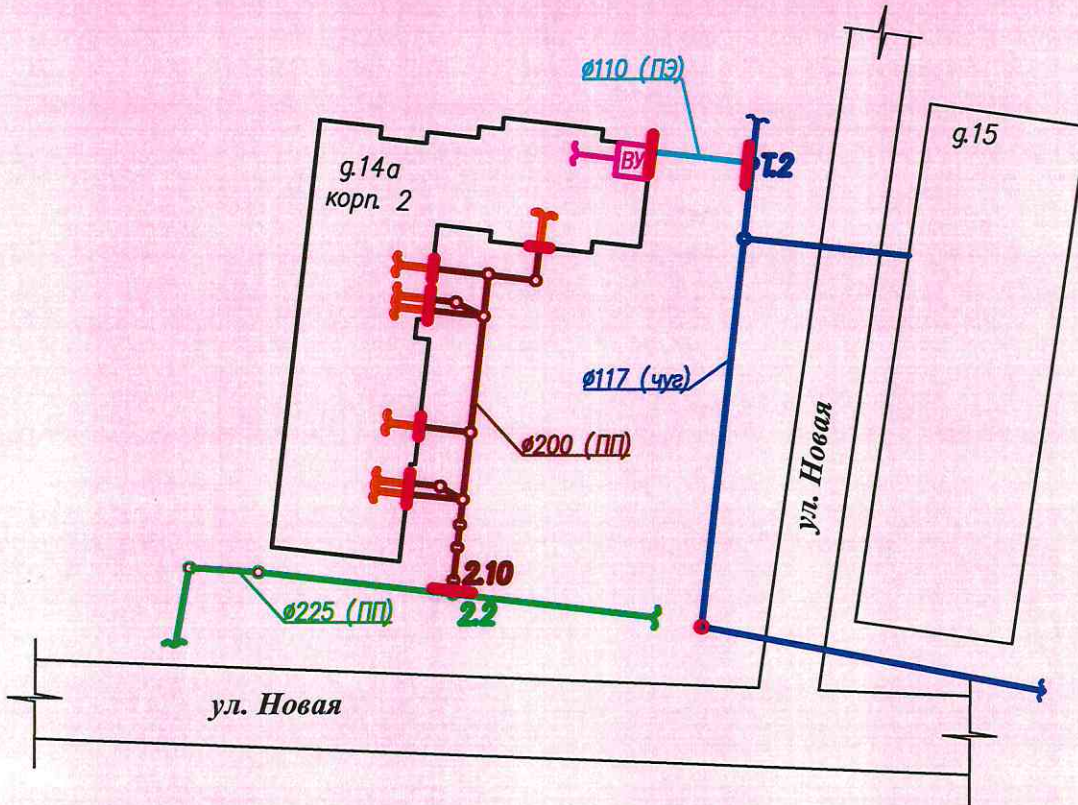 ø110 (ПЭ)
д.15
ВУ
Т.2
д.14а
корп. 2
ø117 (чуг)
ø200 (ПП)
ул. Новая
2.10
ø225 (ПП)
2.2
ул. Новая